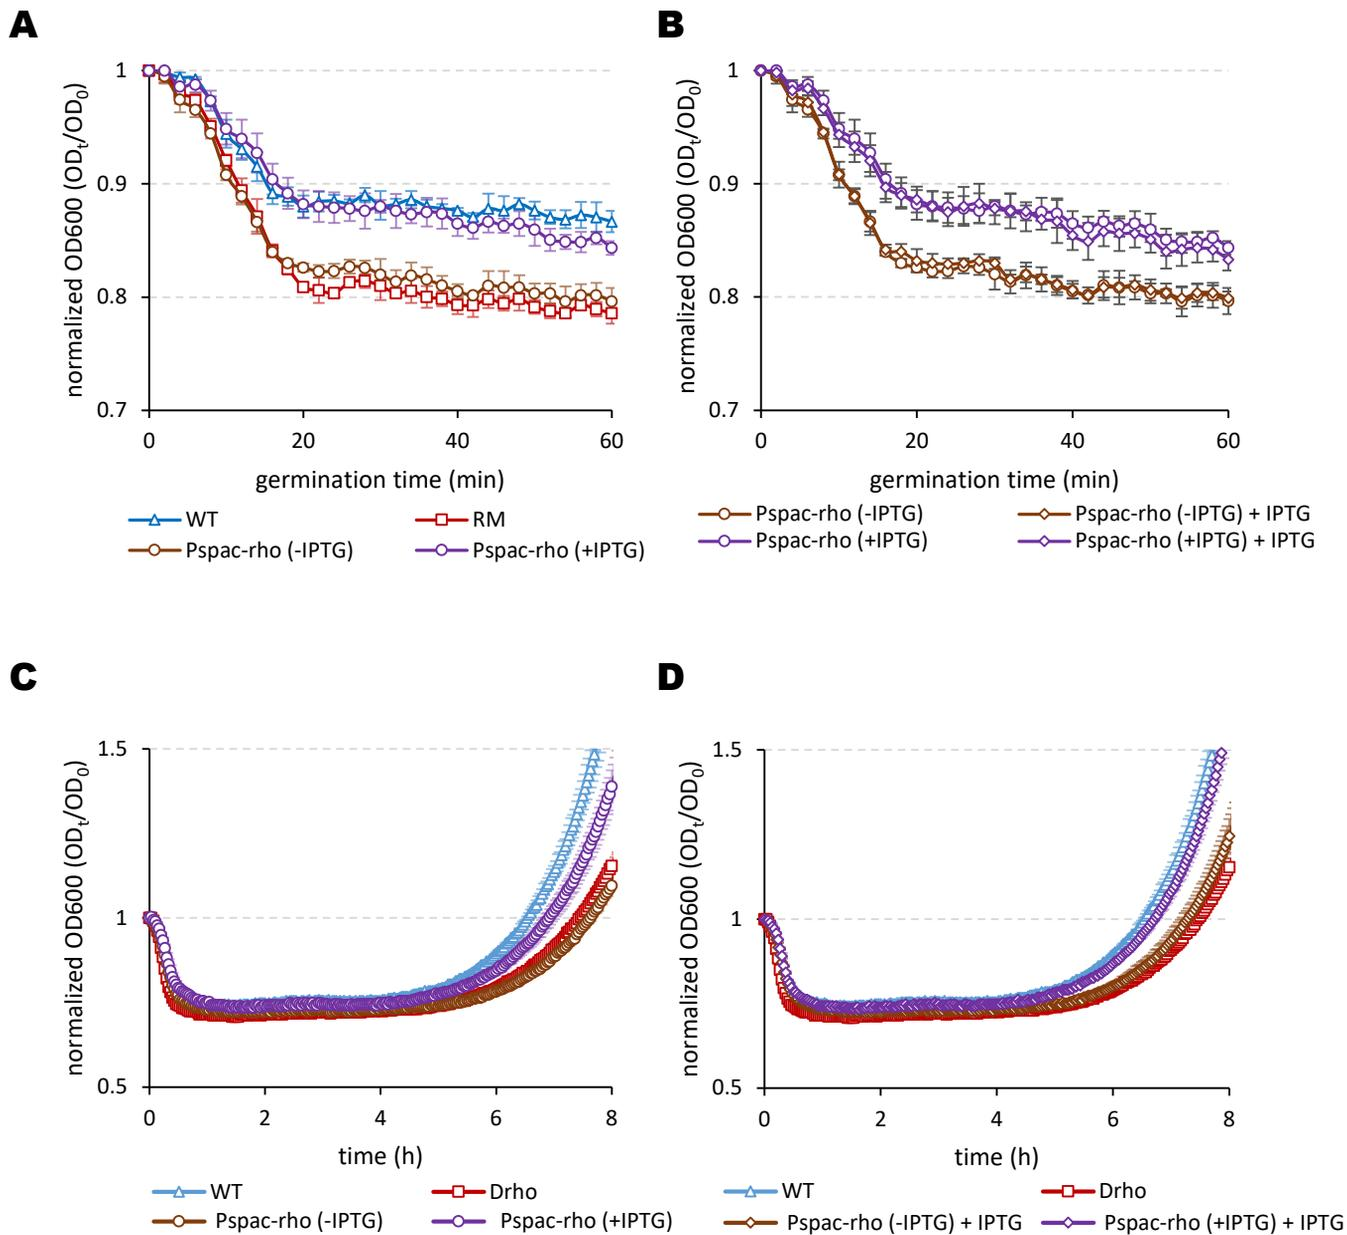 A
B
normalized OD600 (ODt/OD0)
1
0.9
0.8
0.7
0
20
40
60
germination time (min)
WT
RM
Pspac-rho (-IPTG)
Pspac-rho (+IPTG)
normalized OD600 (ODt/OD0)
1
0.9
0.8
0.7
0
20
40
60
germination time (min)
Pspac-rho (-IPTG)
Pspac-rho (-IPTG) + IPTG
Pspac-rho (+IPTG)
Pspac-rho (+IPTG) + IPTG
C
D
normalized OD600 (ODt/OD0)
1.5
1
0.5
0
2
4
6
8
time (h)
WT
Drho
Pspac-rho (-IPTG)
Pspac-rho (+IPTG)
normalized OD600 (ODt/OD0)
1.5
1
0.5
0
2
4
6
8
time (h)
WT
Drho
Pspac-rho (-IPTG) + IPTG
Pspac-rho (+IPTG) + IPTG